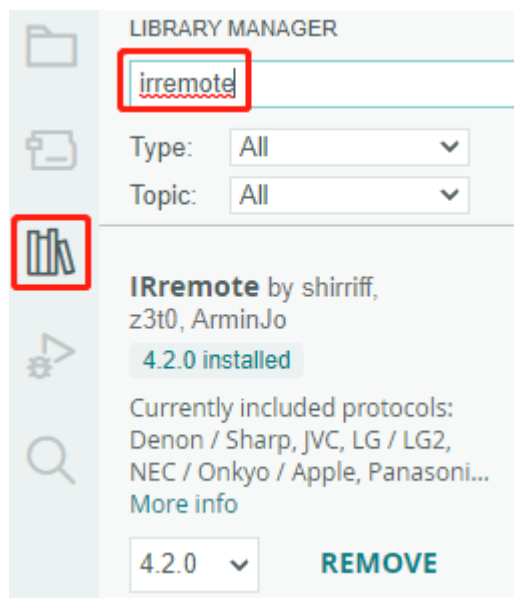 LIBRARY MANAGER
irremote
Type: All
Topic: All
IRremote by shirriff,
z3t0, ArminJo
4.2.0 installed
Currently included protocols:
Denon / Sharp, JVC, LG / LG2,
NEC / Onkyo / Apple, Panasoni...
More info
4.2.0 REMOVE